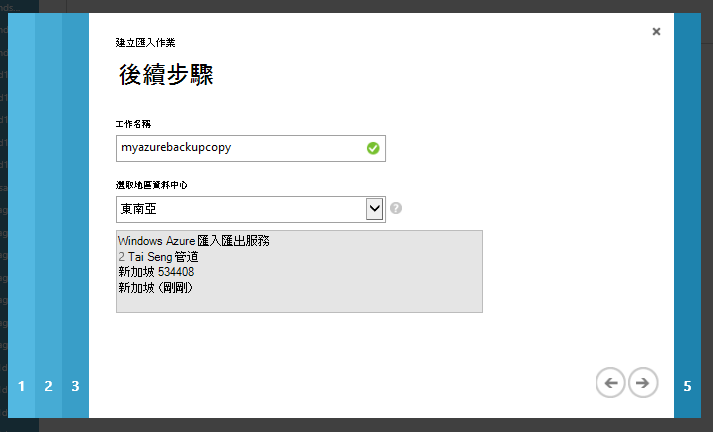 建立匯入作業
後續步驟
工作名稱
myazurebackupcopy
選取地區資料中心
東南亞
?
Windows Azure 匯入匯出服務
2 Tai Seng 管道
新加坡 534408
新加坡 (剛剛)
1 2 3 5